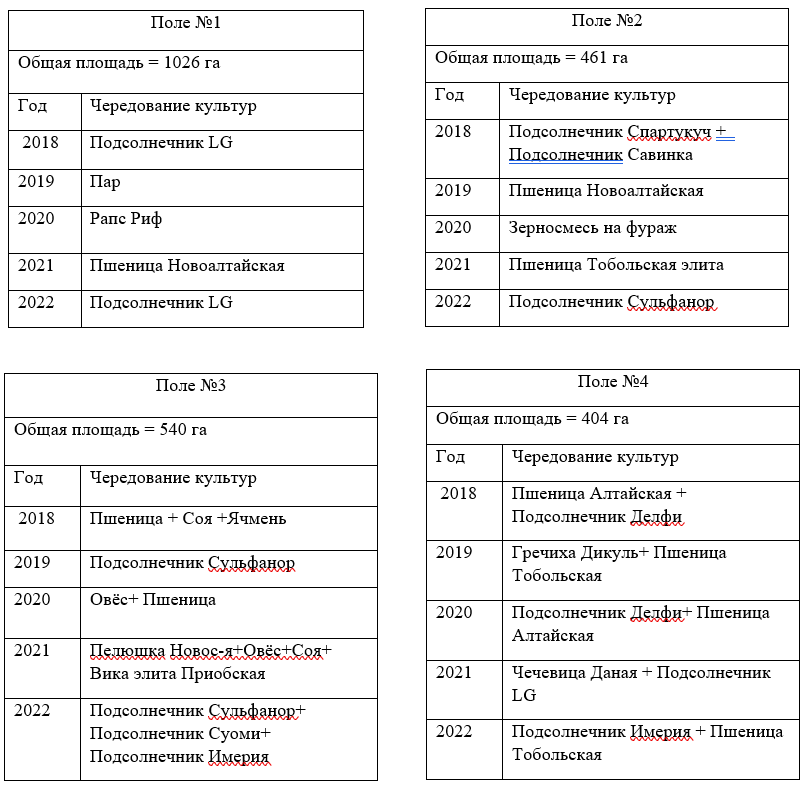 Поле №1
Общая площадь = 1026 га
Год Чередование культур
2018 Подсолнечник LG
2019 Пар
2020 Рапс Риф
2021 Пшеница Новоалтайская
2022 Подсолнечник LG
Поле №2
Общая площадь = 461 га
Год Чередование культур
2018 Подсолнечник Спартукуч +
Подсолнечник Савинка
2019 Пшеница Новоалтайская
2020 Зерносмесь на фураж
2021 Пшеница Тобольская элита
2022 Подсолнечник Сульфанор
Поле №3
Общая площадь = 540 га
Год Чередование культур
2018 Пшеница + Соя +Ячмень
2019 Подсолнечник Сульфанор
2020 Овёс+ Пшеница
2021 Пелюшка Новос-я+Овёс+Соя+
Вика элита Приобская
2022 Подсолнечник Сульфанор+
Подсолнечник Суоми+
Подсолнечник Имерия
Поле №4
Общая площадь = 404 га
Год Чередование культур
2018 Пшеница Алтайская +
Подсолнечник Делфи
2019 Гречиха Дикуль+ Пшеница
Тобольская
2020 Подсолнечник Делфи+ Пшеница
Алтайская
2021 Чечевица Даная + Подсолнечник
LG
2022 Подсолнечник Имерия + Пшеница
Тобольская